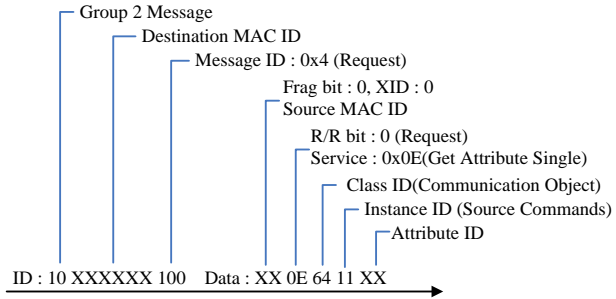 Group 2 Message
Destination MAC ID
Message ID : 0x4 (Request)
Frag bit : 0, XID : 0
Source MAC ID
R/R bit : 0 (Request)
Service : 0x0E(Get Attribute Single)
Class ID(Communication Object)
Instance ID (Source Commands)
Attribute ID
ID : 10 XXXXXX 100 Data : XX 0E 64 11 XX